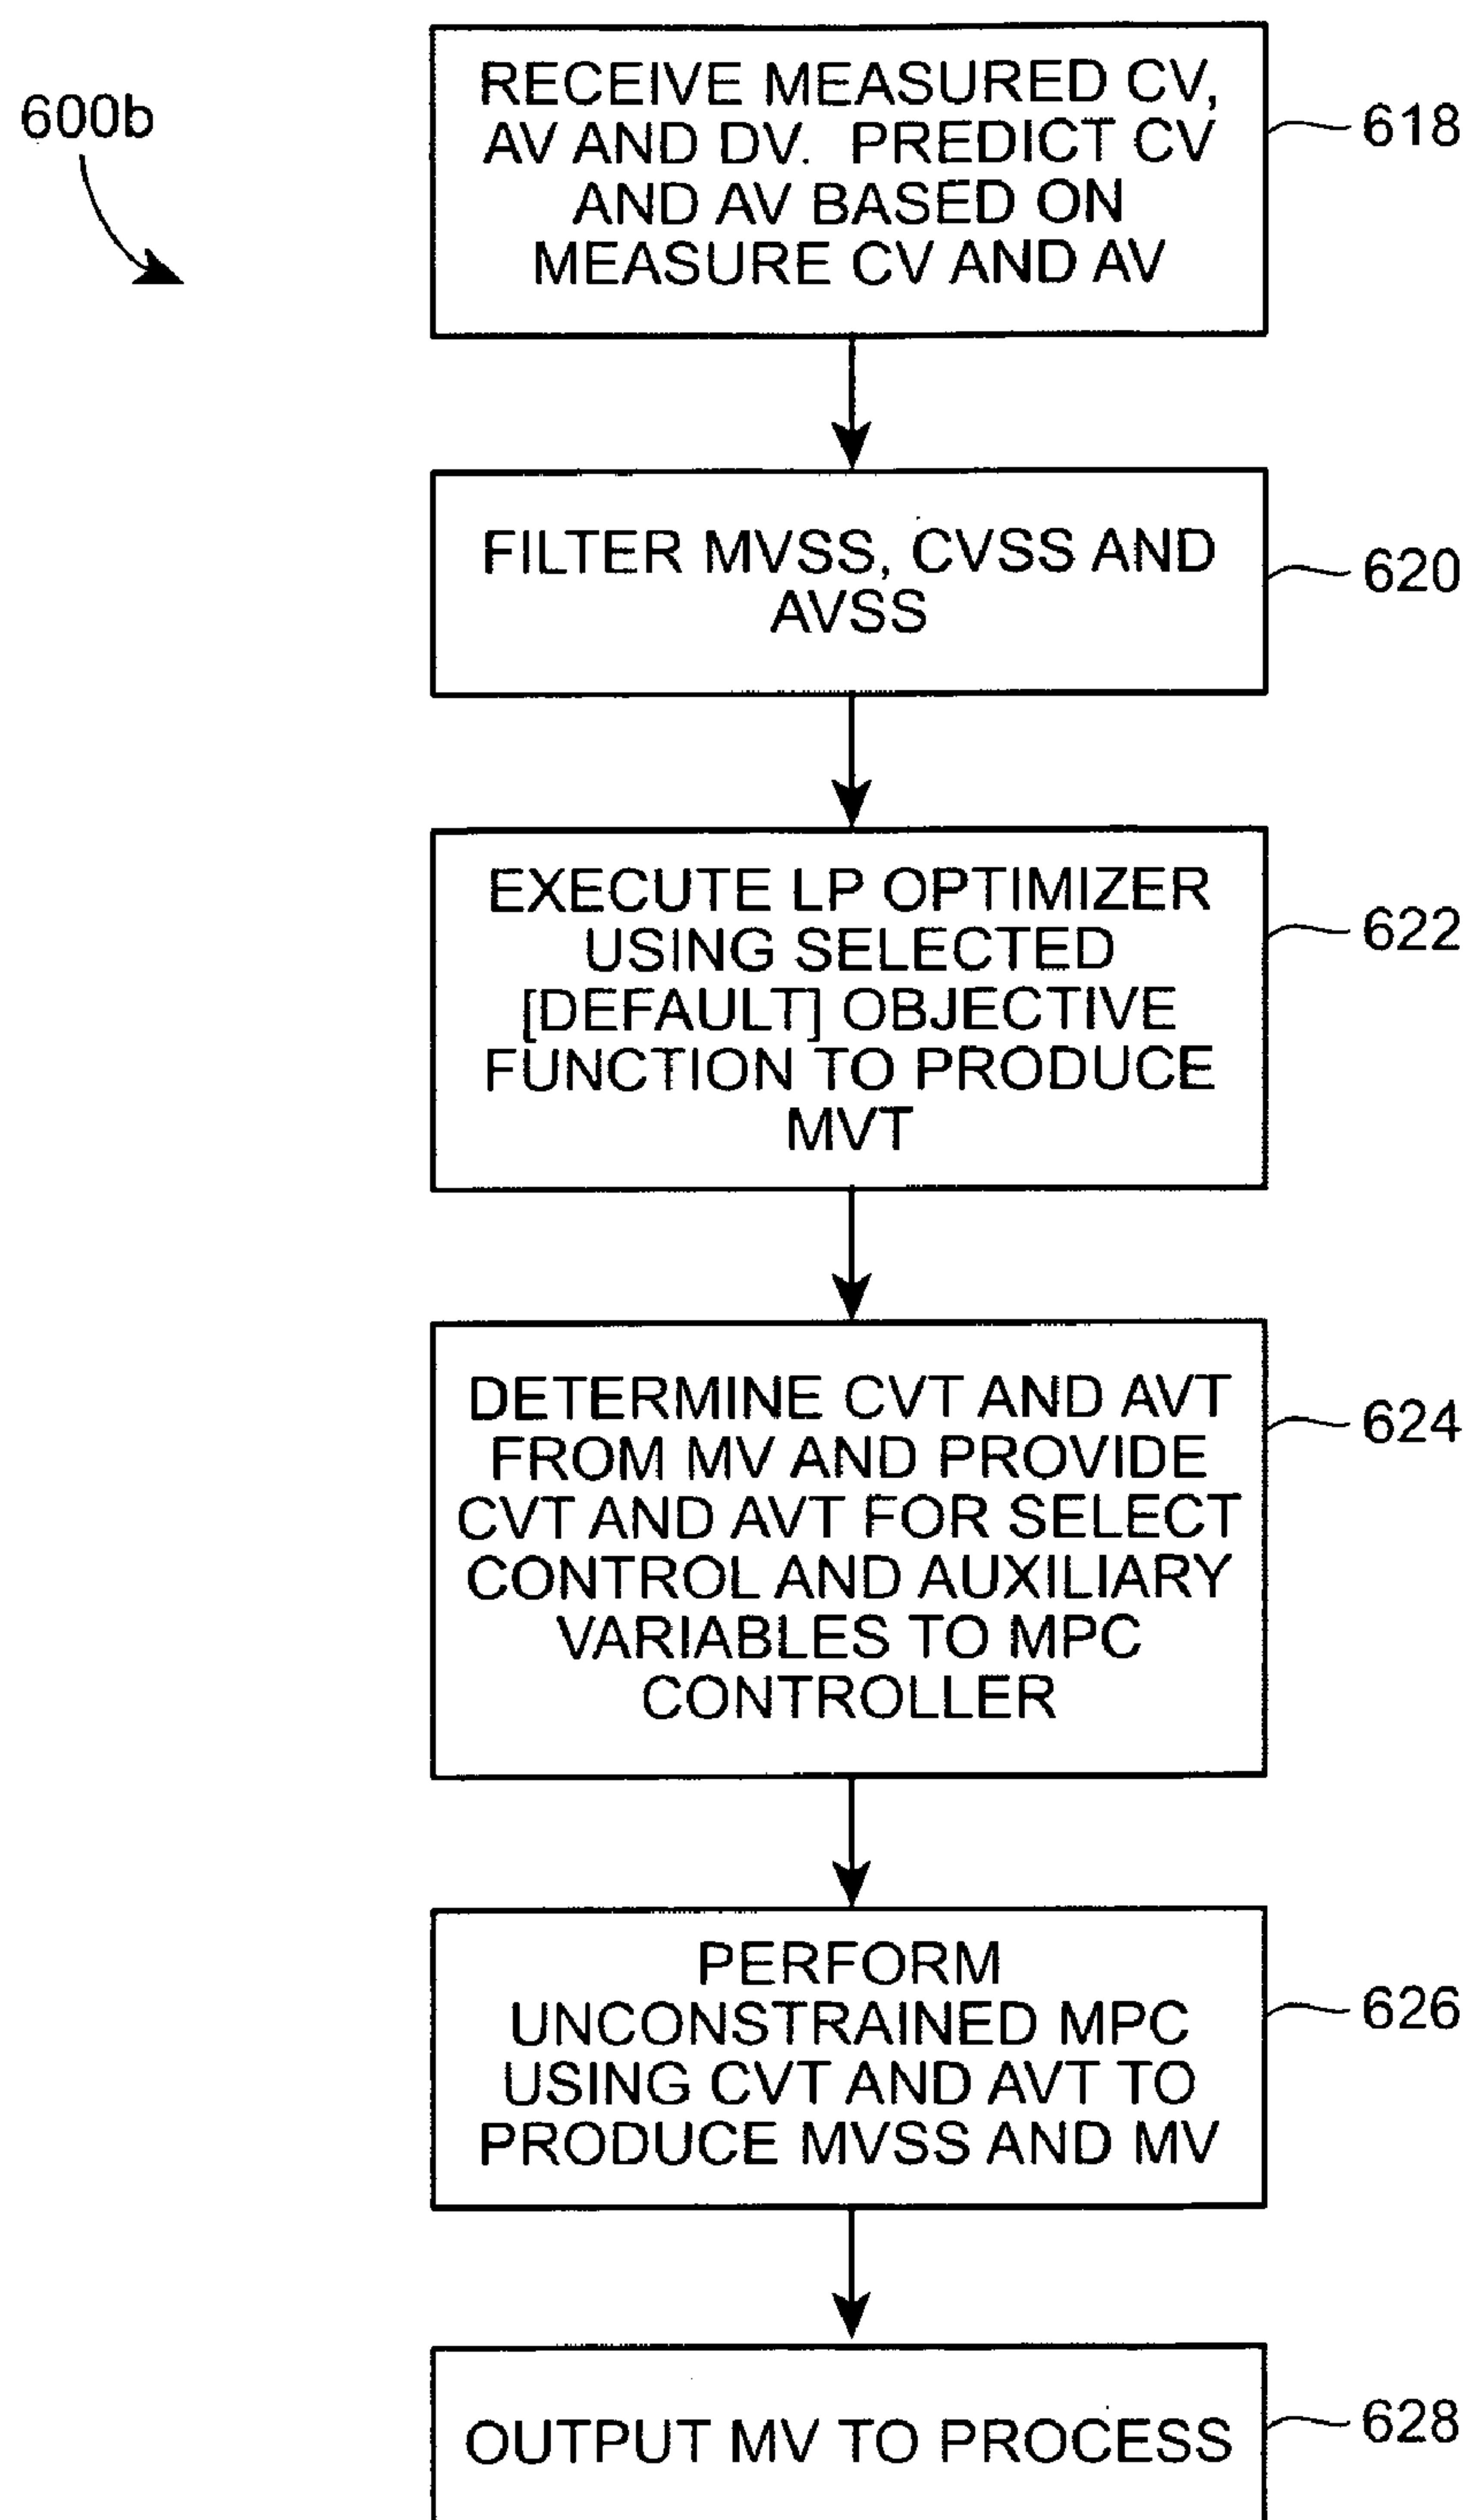 600b
RECEIVE MEASURED CV,
AV AND DV. PREDICT CV
AND AV BASED ON
MEASURE CV AND AV
618
FILTER MVSS, CVSS AND
AVSS
620
EXECUTE LP OPTIMIZER
USING SELECTED
[DEFAULT] OBJECTIVE
FUNCTION TO PRODUCE
MVT
622
DETERMINE CVT AND AVT
FROM MV AND PROVIDE
CVT AND AVT FOR SELECT
CONTROL AND AUXILIARY
VARIABLES TO MPC
CONTROLLER
624
PERFORM
UNCONSTRAINED MPC
USING CVT AND AVT TO
PRODUCE MVSS AND MV
626
OUTPUT MV TO PROCESS
628